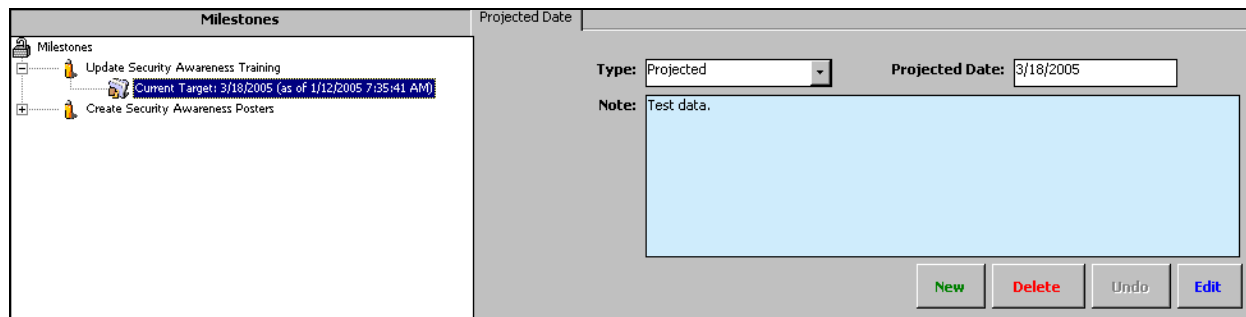 Milestones
Milestones
Update Security Awareness Training
Current Target: 3/18/2005 (as of 1/12/2005 7:35:41 AM)
Create Security Awareness Posters
Projected Date
Type: Projected Projected Date: 3/18/2005
Note: Test data.
New Delete Undo Edit